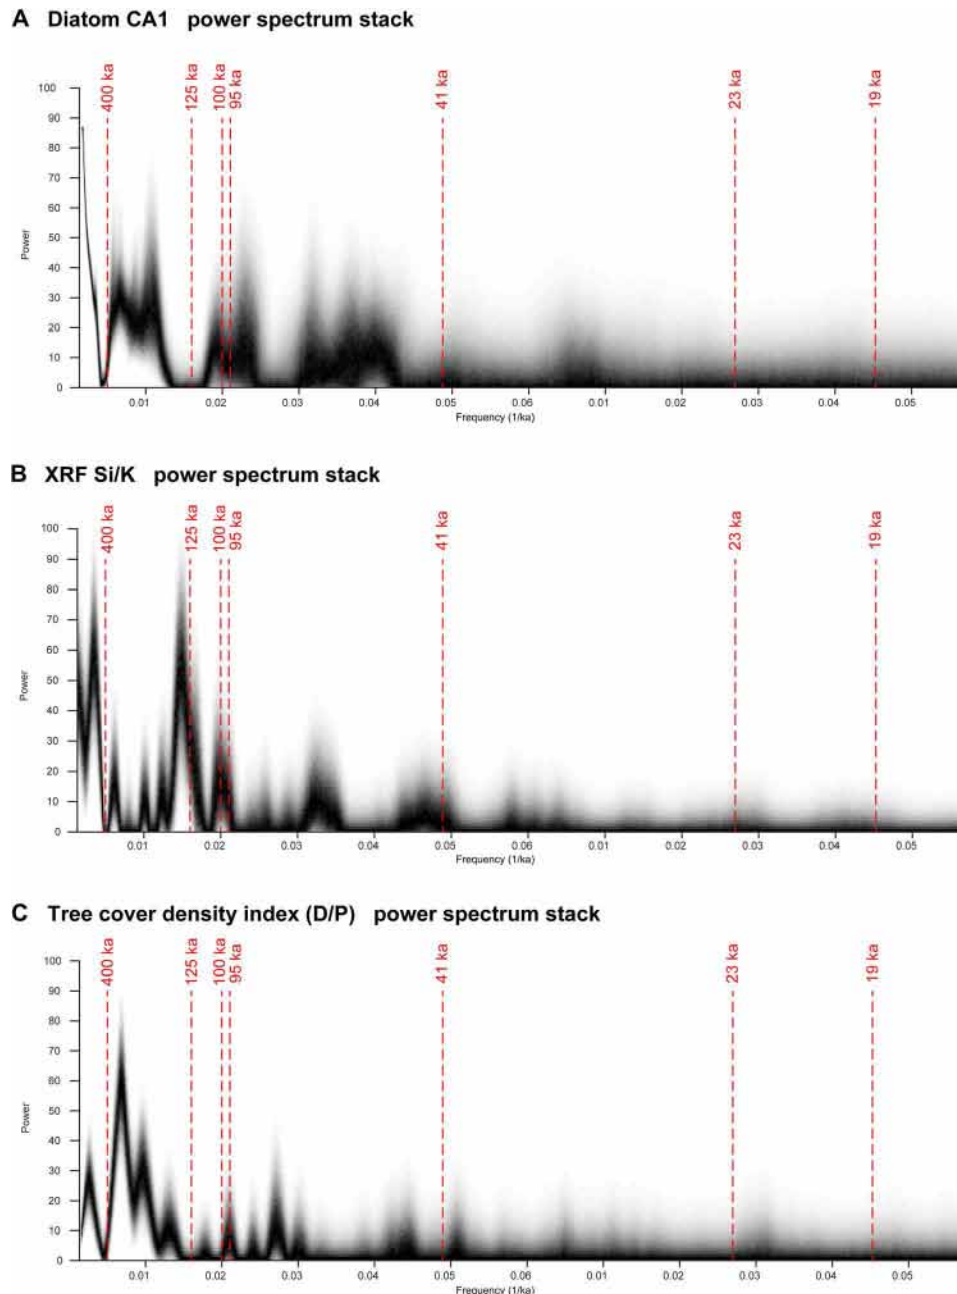 A Diatom CA1 power spectrum stack
400 ka
125 ka
100 ka
95 ka
41 ka
23 ka
19 ka
100
90
80
70
60
50
40
30
20
10
0
Power
0.01 0.02 0.03 0.04 0.05 0.06 0.01 0.02 0.03 0.04 0.05
Frequency (1/ka)
B XRF Si/K power spectrum stack
400 ka
125 ka
100 ka
95 ka
41 ka
23 ka
19 ka
100
90
80
70
60
50
40
30
20
10
0
Power
0.01 0.02 0.03 0.04 0.05 0.06 0.01 0.02 0.03 0.04 0.05
Frequency (1/ka)
C Tree cover density index (D/P) power spectrum stack
400 ka
125 ka
100 ka
95 ka
41 ka
23 ka
19 ka
100
90
80
70
60
50
40
30
20
10
0
Power
0.01 0.02 0.03 0.04 0.05 0.06 0.01 0.02 0.03 0.04 0.05
Frequency (1/ka)